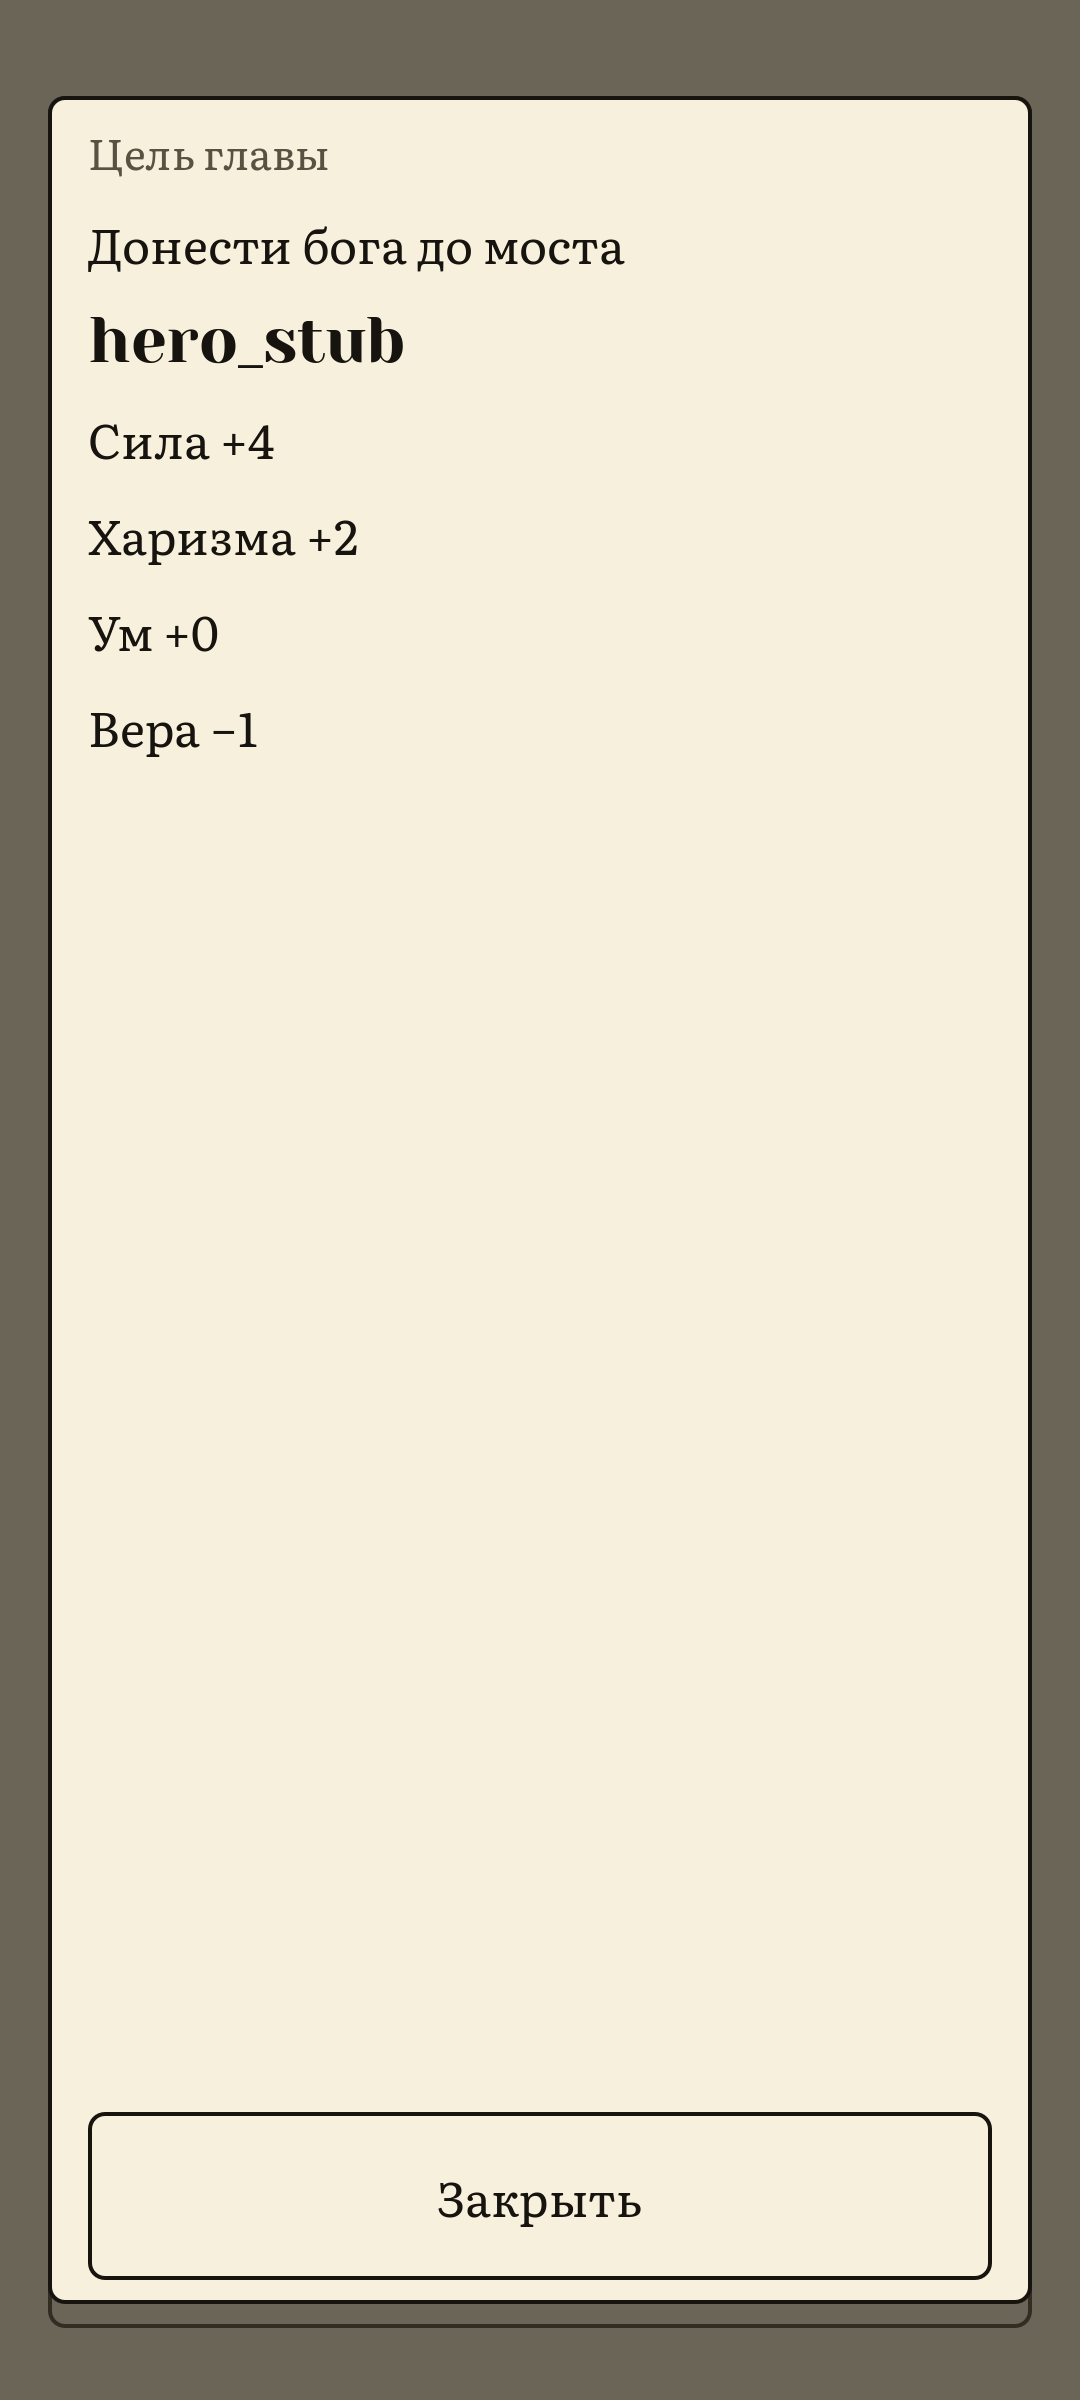 Цель главы
Донести бога до моста
hero_stub
Сила +4
Харизма +2
Ум +0
Вера −1
Закрыть